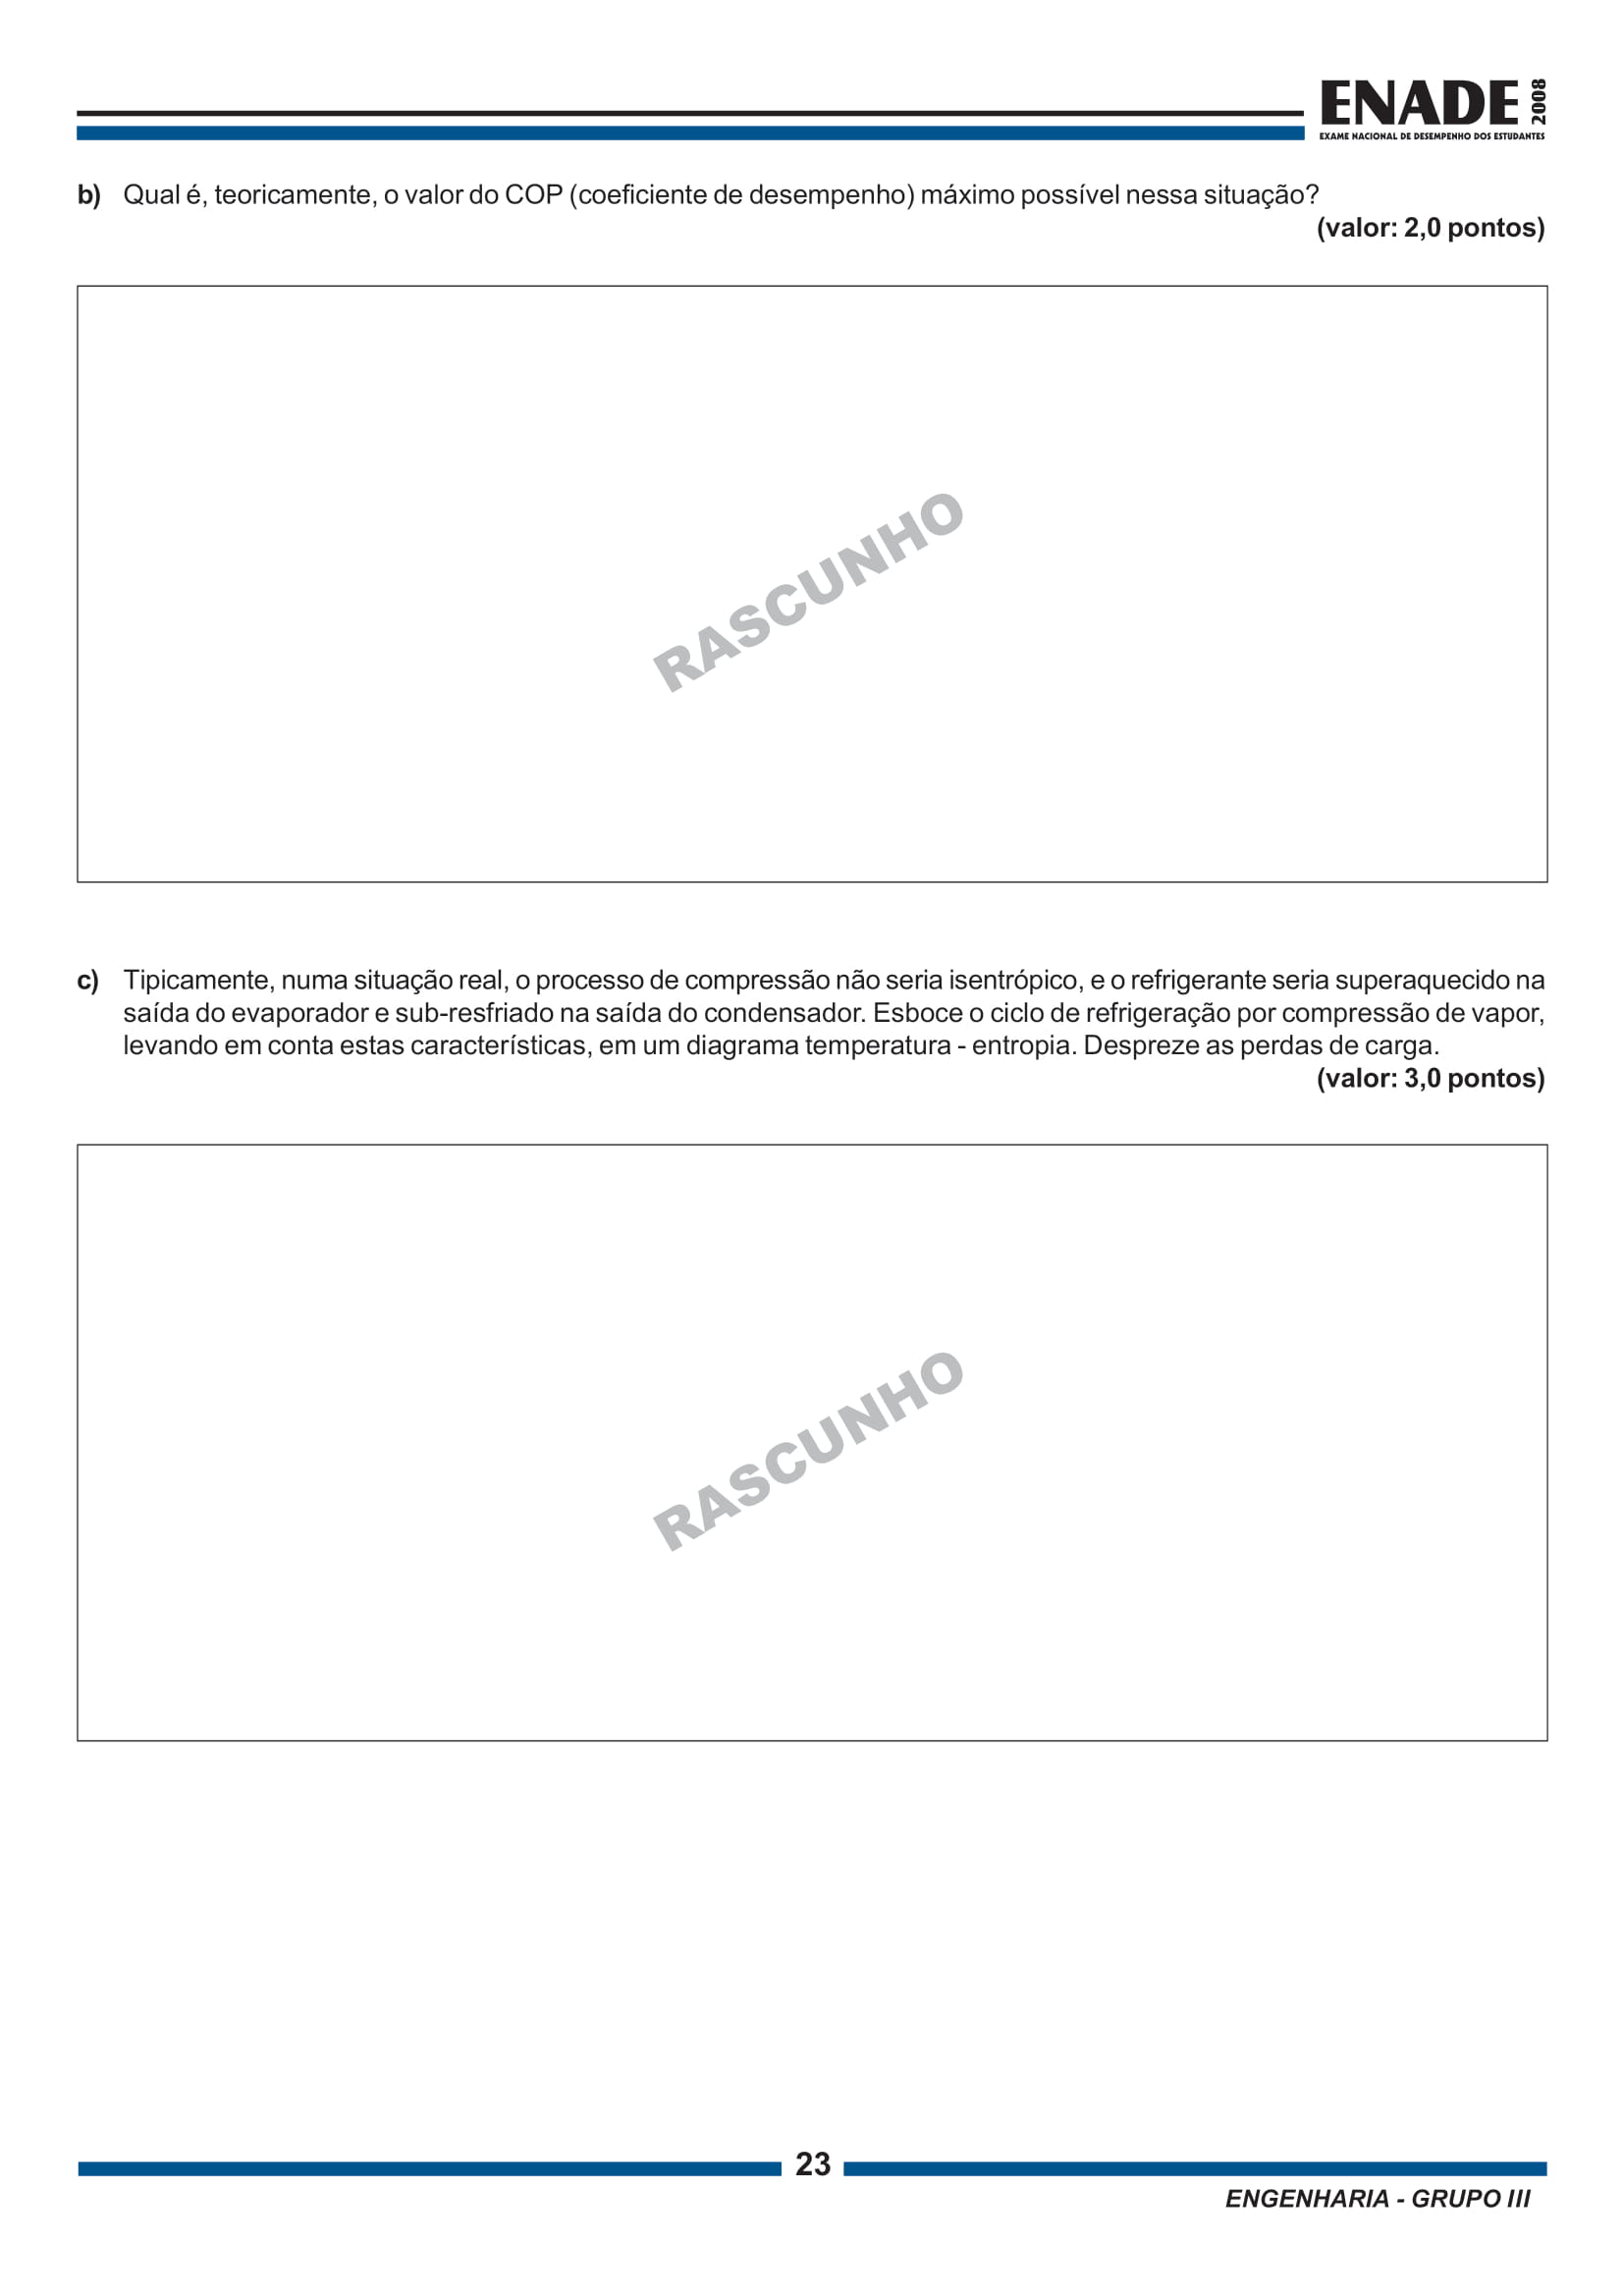 ENADE 2008
EXAME NACIONAL DE DESEMPENHO DOS ESTUDANTES
b) Qual é, teoricamente, o valor do COP (coeficiente de desempenho) máximo possível nessa situação?
(valor: 2,0 pontos)
RASCUNHO
c) Tipicamente, numa situação real, o processo de compressão não seria isentrópico, e o refrigerante seria superaquecido na
saída do evaporador e sub-resfriado na saída do condensador. Esboce o ciclo de refrigeração por compressão de vapor,
levando em conta estas características, em um diagrama temperatura - entropia. Despreze as perdas de carga.
(valor: 3,0 pontos)
RASCUNHO
23
ENGENHARIA - GRUPO III